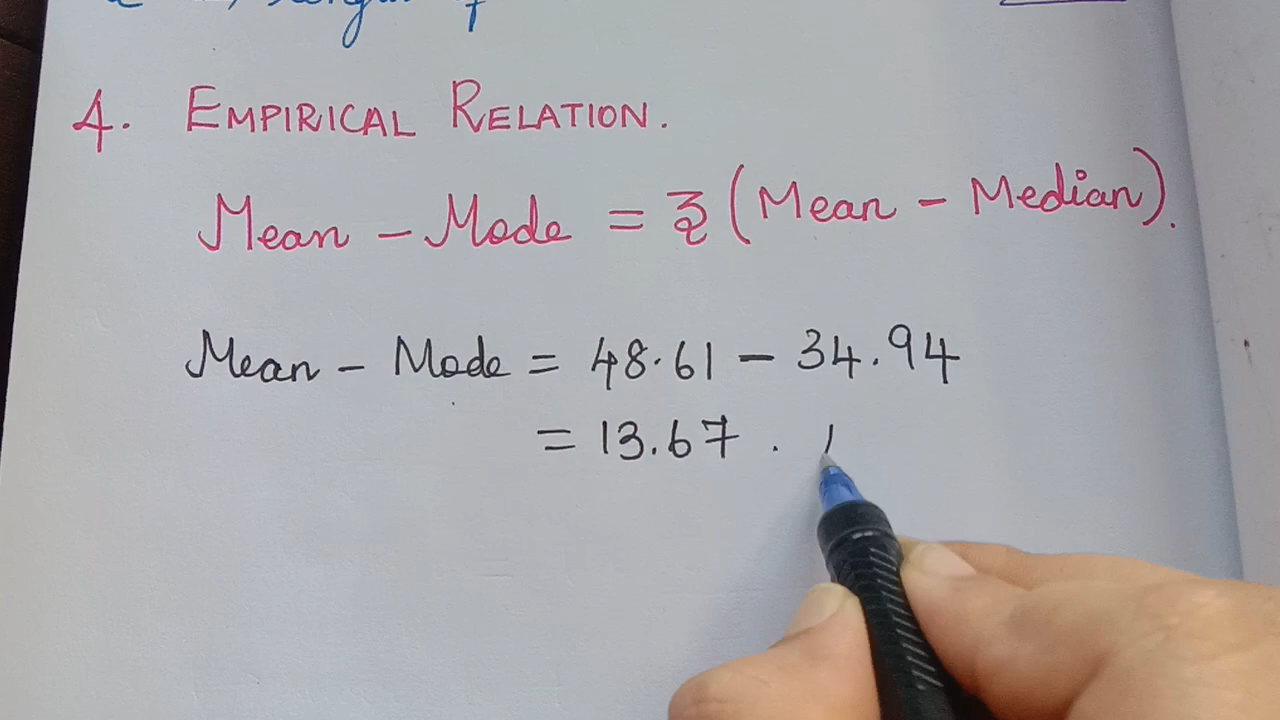 4. EMPIRICAL RELATION.
Mean - Mode = 3 (Mean - Median).
Mean - Mode = 48.61 - 34.94
= 13.67 .